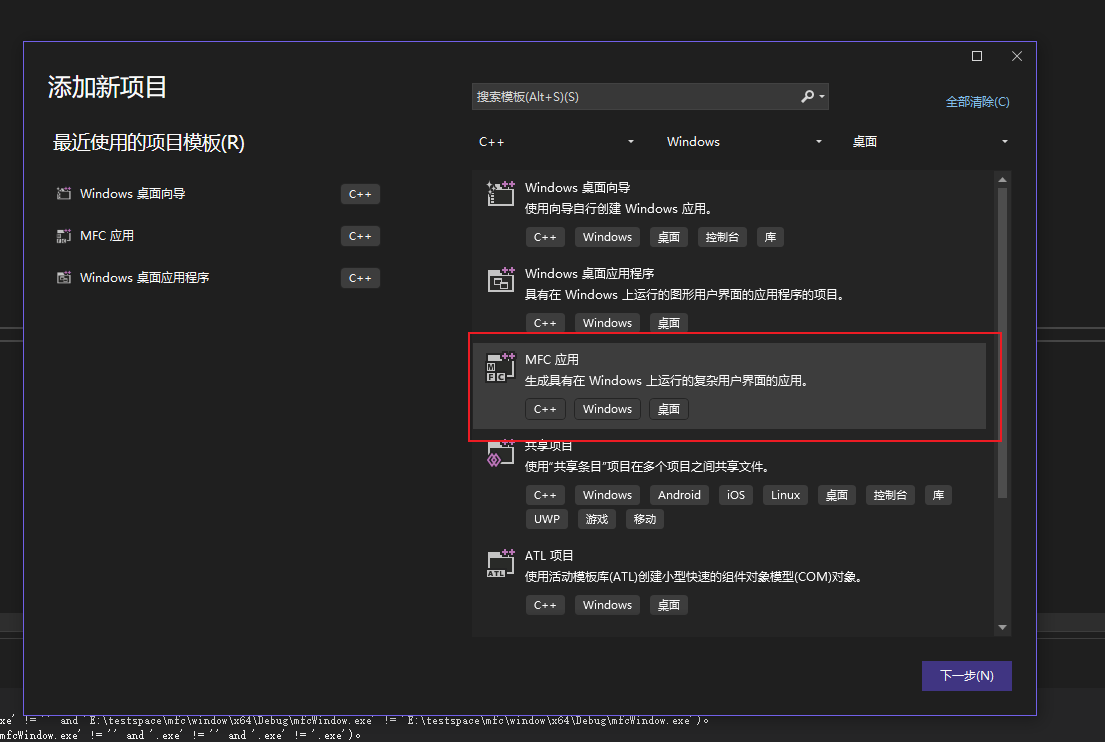 添加新项目
搜索模板(Alt+S)(S)
全部清除(C)
最近使用的项目模板(R)
C++ Windows 桌面
Windows 桌面向导 C++
MFC 应用 C++
Windows 桌面应用程序 C++
Windows 桌面向导
使用向导自行创建 Windows 应用。
C++ Windows 桌面 控制台 库
Windows 桌面应用程序
具有在 Windows 上运行的图形用户界面的应用程序的项目。
C++ Windows 桌面
MFC 应用
生成具有在 Windows 上运行的复杂用户界面的应用。
C++ Windows 桌面
共享项目
使用"共享条目"项目在多个项目之间共享文件。
C++ Windows Android iOS Linux 桌面 控制台 库
UWP 游戏 移动
ATL 项目
使用活动模板库(ATL)创建小型快速的组件对象模型(COM)对象。
C++ Windows 桌面
下一步(N)
xe' != '' and 'E:\testspace\mfc\window\x64\Debug\mfcWindow.exe' != 'E:\testspace\mfc\window\x64\Debug\mfcWindow.exe')。
mfcWindow.exe' != '' and '.exe' != '' and '.exe' != '.exe')。